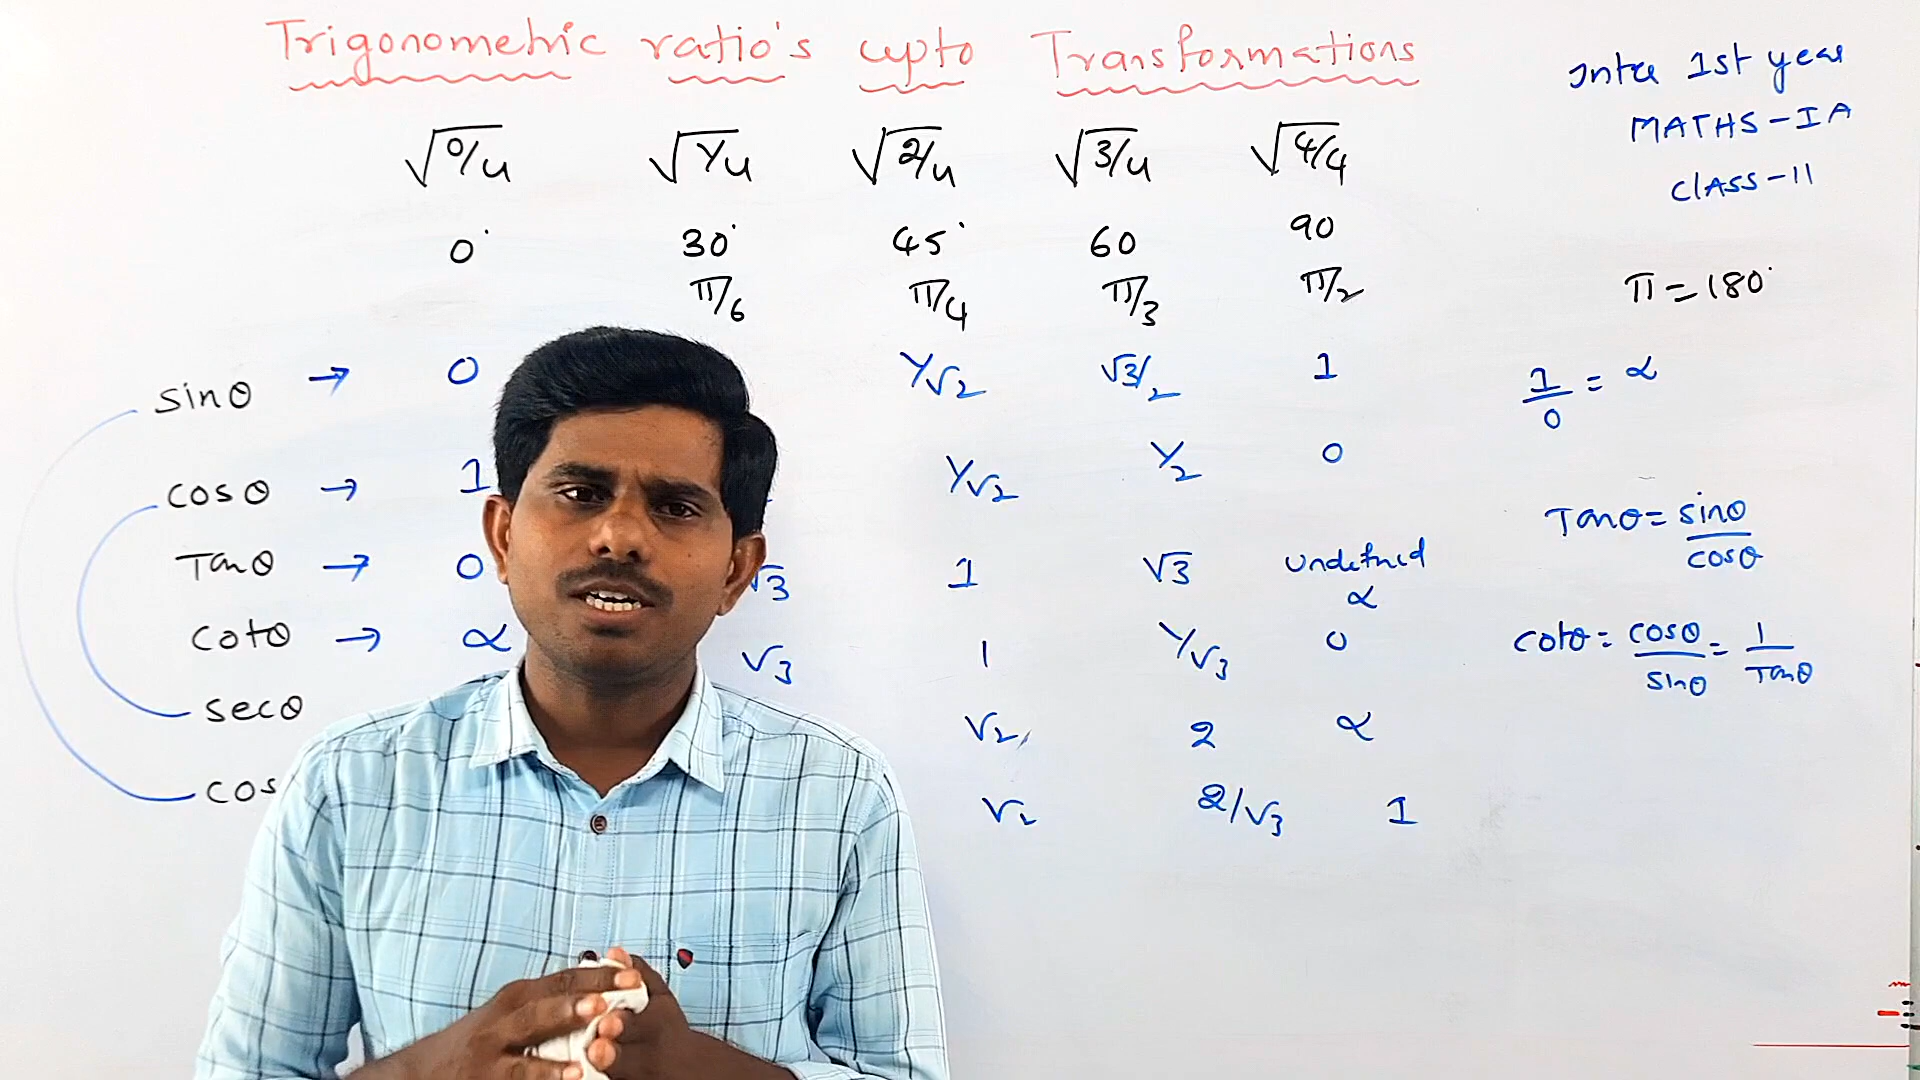 Trigonometric ratio's upto Transformations
Inter 1st year
MATHS-IA
CLASS-11
√0/4 √1/4 √2/4 √3/4 √4/4
0° 30° 45° 60 90
π/6 π/4 π/3 π/2
π=180°
sinθ → 0 1/√2 √3/2 1
1/0 = α
cosθ → 1 1/√2 1/2 0
Tanθ = sinθ/cosθ
Tanθ → 0 √3 1 √3 undefined
α
cotθ → α √3 1 1/√3 0
cotθ = cosθ/sinθ = 1/Tanθ
secθ √2 2 α
cos √2 2/√3 1